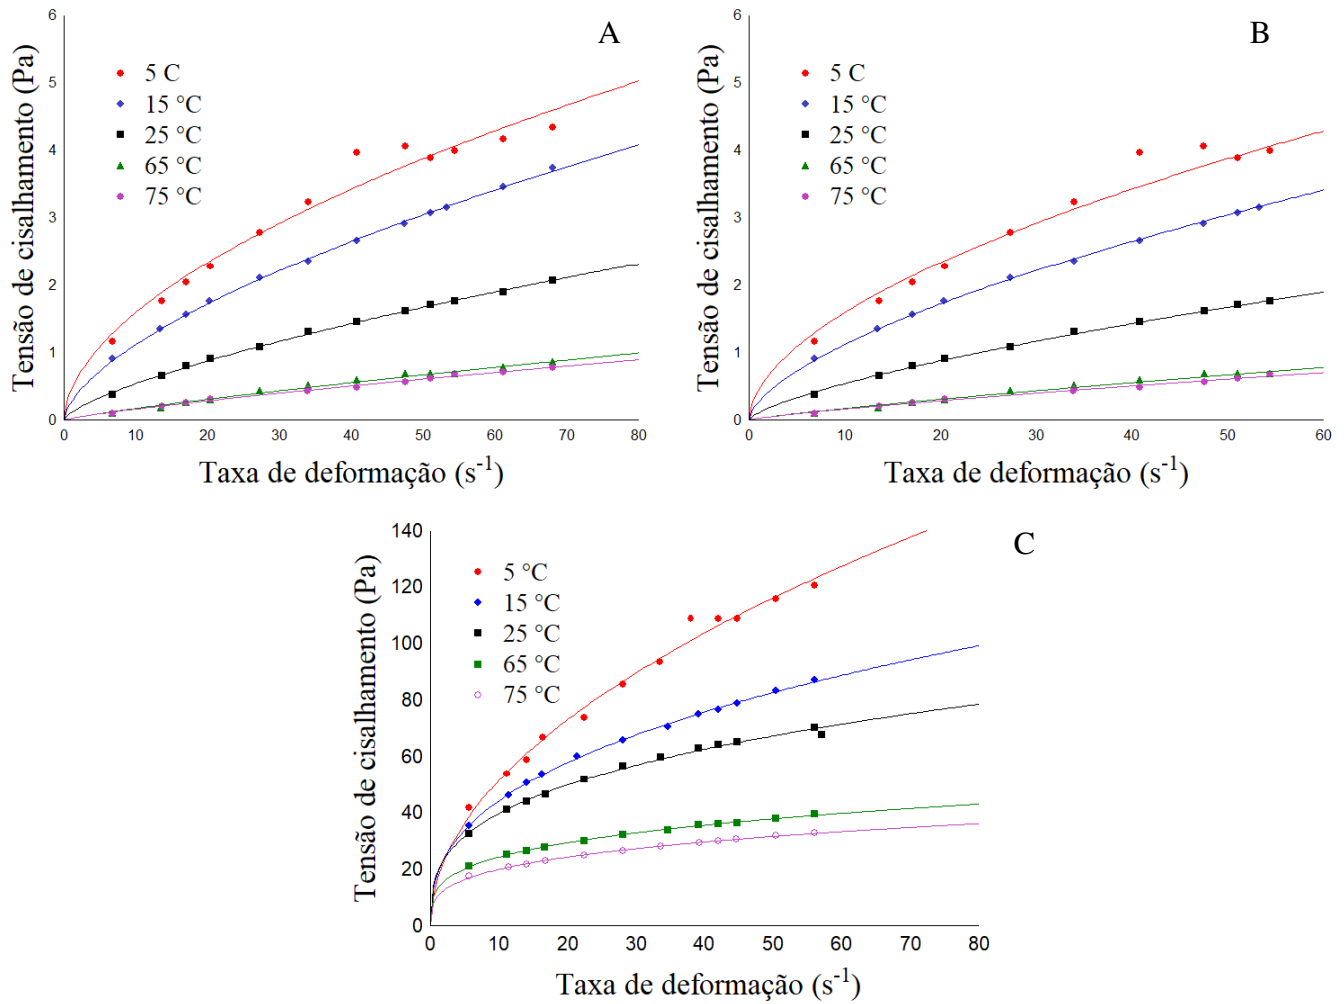 A
Tensão de cisalhamento (Pa)
6
5
4
3
2
1
0
5 C
15 °C
25 °C
65 °C
75 °C
0 10 20 30 40 50 60 70 80
Taxa de deformação (s-1)
B
Tensão de cisalhamento (Pa)
6
5
4
3
2
1
0
5 C
15 °C
25 °C
65 °C
75 °C
0 10 20 30 40 50 60
Taxa de deformação (s-1)
C
Tensão de cisalhamento (Pa)
140
120
100
80
60
40
20
0
5 °C
15 °C
25 °C
65 °C
75 °C
0 10 20 30 40 50 60 70 80
Taxa de deformação (s-1)